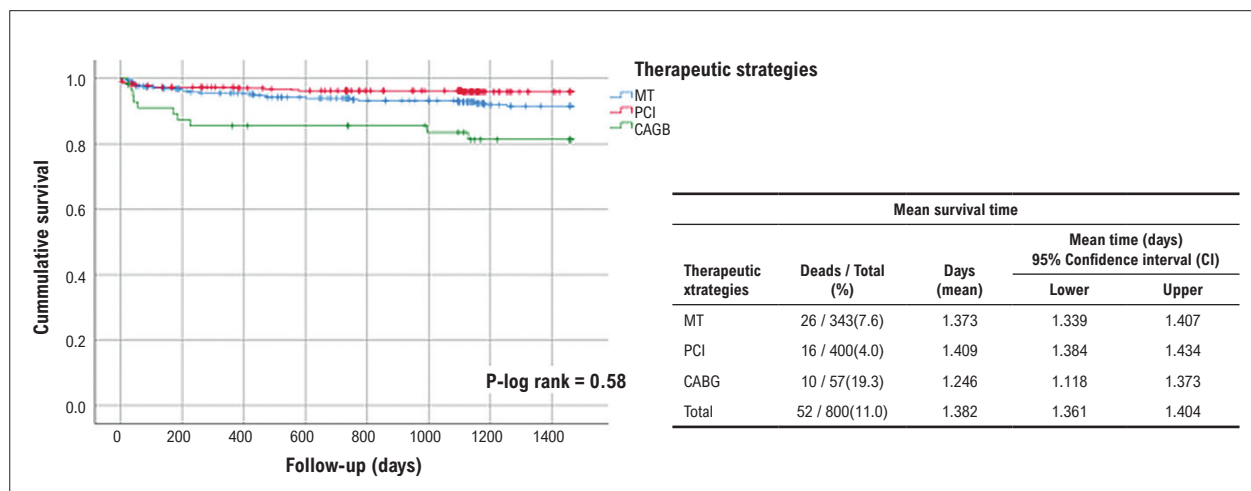 Cummulative survival
1.0
0.8
0.6
0.4
0.2
0.0
0 200 400 600 800 1000 1200 1400
Follow-up (days)
P-log rank = 0.58
Therapeutic strategies
MT
PCI
CAGB
Mean survival time
Therapeutic
xtrategies
Deads / Total
(%)
Days
(mean)
Mean time (days)
95% Confidence interval (CI)
Lower Upper
MT 26 / 343(7.6) 1.373 1.339 1.407
PCI 16 / 400(4.0) 1.409 1.384 1.434
CABG 10 / 57(19.3) 1.246 1.118 1.373
Total 52 / 800(11.0) 1.382 1.361 1.404